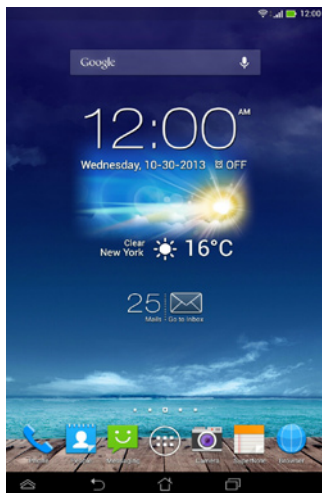 12:00
Google
12:00 AM
Wednesday, 10-30-2013 OFF
Clear
New York 16°C
25
Mails - Go to inbox
Messaging Camera SuperNote Browser